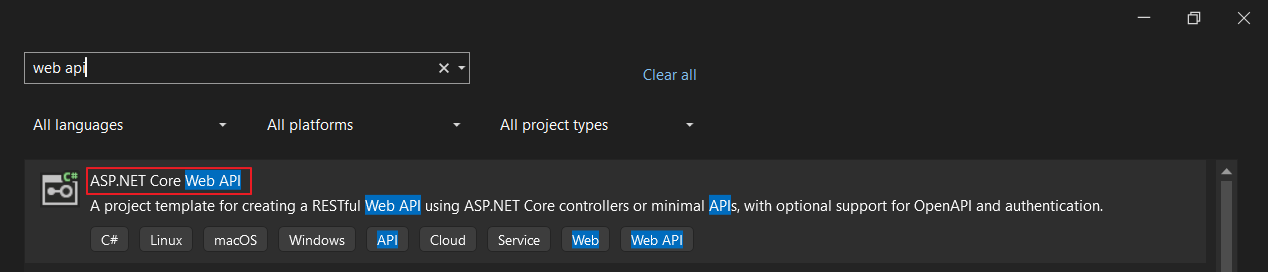 web api
Clear all
All languages All platforms All project types
C#
ASP.NET Core Web API
A project template for creating a RESTful Web API using ASP.NET Core controllers or minimal APIs, with optional support for OpenAPI and authentication.
C# Linux macOS Windows API Cloud Service Web Web API